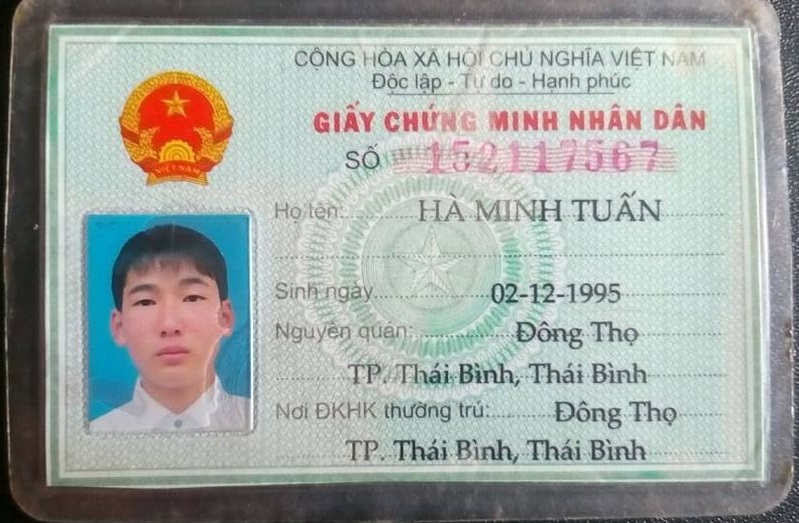 CỘNG HÒA XÃ HỘI CHỦ NGHĨA VIỆT NAM
Độc lập - Tự do - Hạnh phúc
GIẤY CHỨNG MINH NHÂN DÂN
SỐ 152117567
Họ tên: HÀ MINH TUẤN
Sinh ngày 02-12-1995
Nguyên quán: Đông Thọ
TP. Thái Bình, Thái Bình
Nơi ĐKHK thường trú: Đông Thọ
TP. Thái Bình, Thái Bình
VIỆT NAM